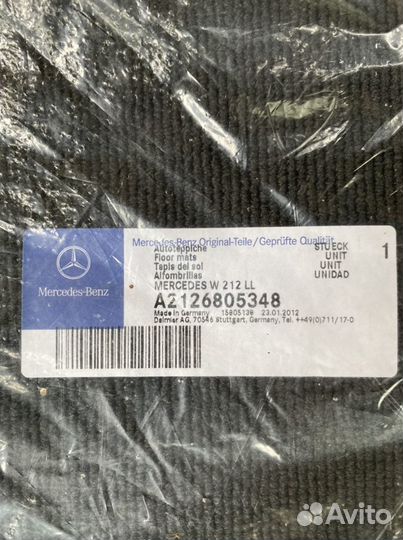 Mercedes-Benz Original-Teile/Geprüfte Qualität
Autoteppiche STUECK 1
Floor mats UNIT
Tapis del sol UNIT
Alfombrillas UNIDAD
MERCEDES W 212 LL
Mercedes-Benz
A2126805348
Made in Germany 15805138 23.01.2012
Daimler AG, 70546 Stuttgart, Germany, Tel. ++49(0)711/17-0
Avito